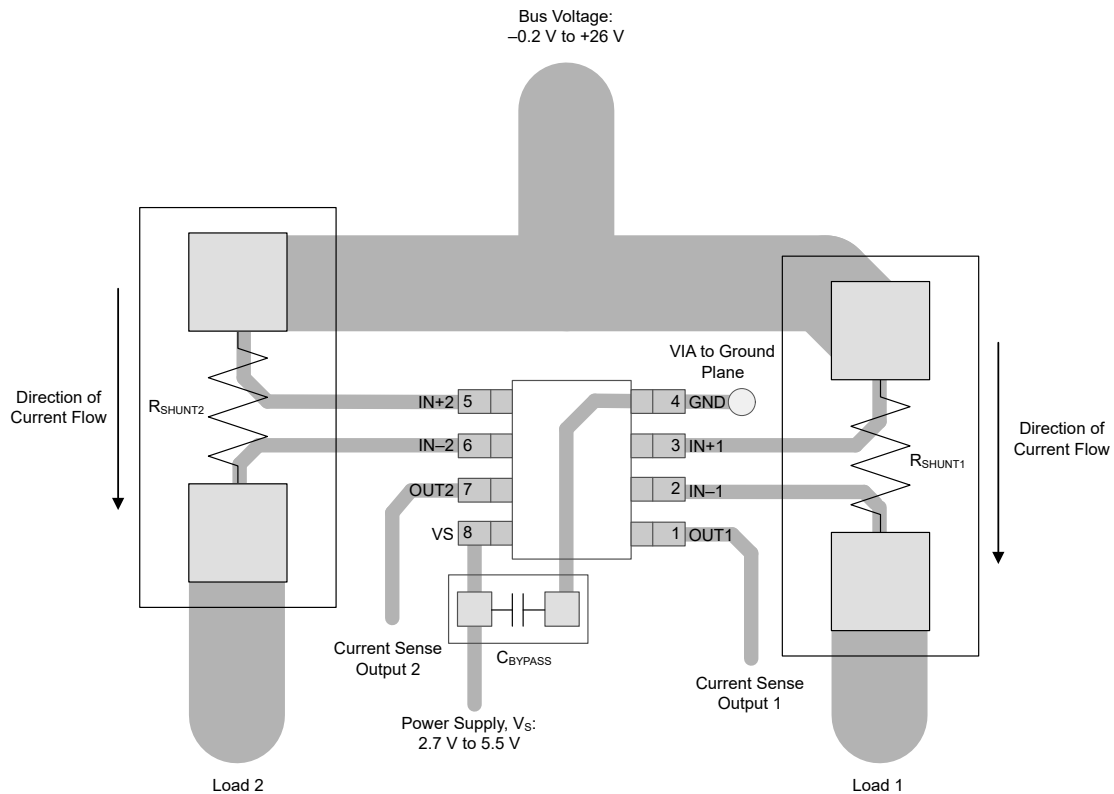 Bus Voltage:
–0.2 V to +26 V
VIA to Ground
Plane
Direction of
Current Flow
RSHUNT2
IN+2 5
4 GND
IN–2 6
3 IN+1
OUT2 7
2 IN–1
VS 8
1 OUT1
RSHUNT1
Direction of
Current Flow
Current Sense
Output 2
CBYPASS
Current Sense
Output 1
Power Supply, VS:
2.7 V to 5.5 V
Load 2
Load 1